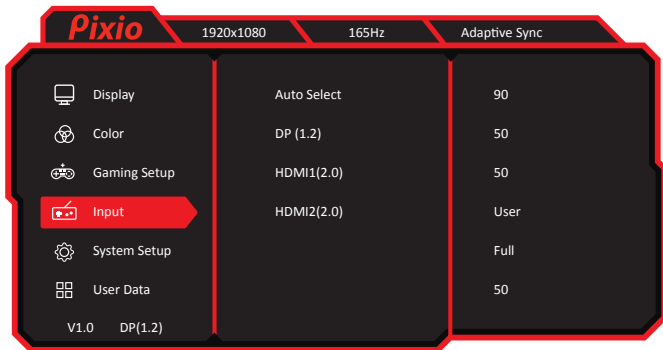 Pixio 1920x1080 165Hz Adaptive Sync
Display Auto Select 90
Color DP (1.2) 50
Gaming Setup HDMI1(2.0) 50
Input HDMI2(2.0) User
System Setup Full
User Data 50
V1.0 DP(1.2)